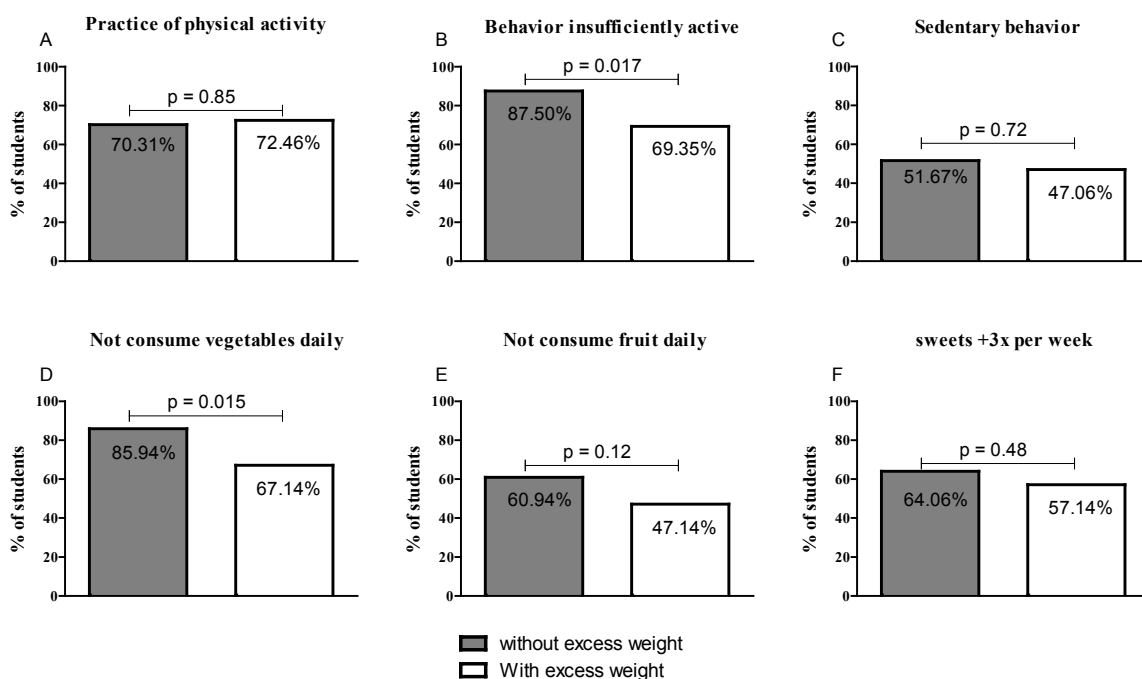 Practice of physical activity
A
% of students
100
80
60
40
20
0
p = 0.85
70.31%
72.46%
Behavior insufficiently active
B
% of students
100
80
60
40
20
0
p = 0.017
87.50%
69.35%
Sedentary behavior
C
% of students
100
80
60
40
20
0
p = 0.72
51.67%
47.06%
Not consume vegetables daily
D
% of students
100
80
60
40
20
0
p = 0.015
85.94%
67.14%
Not consume fruit daily
E
% of students
100
80
60
40
20
0
p = 0.12
60.94%
47.14%
sweets +3x per week
F
% of students
100
80
60
40
20
0
p = 0.48
64.06%
57.14%
without excess weight
With excess weight